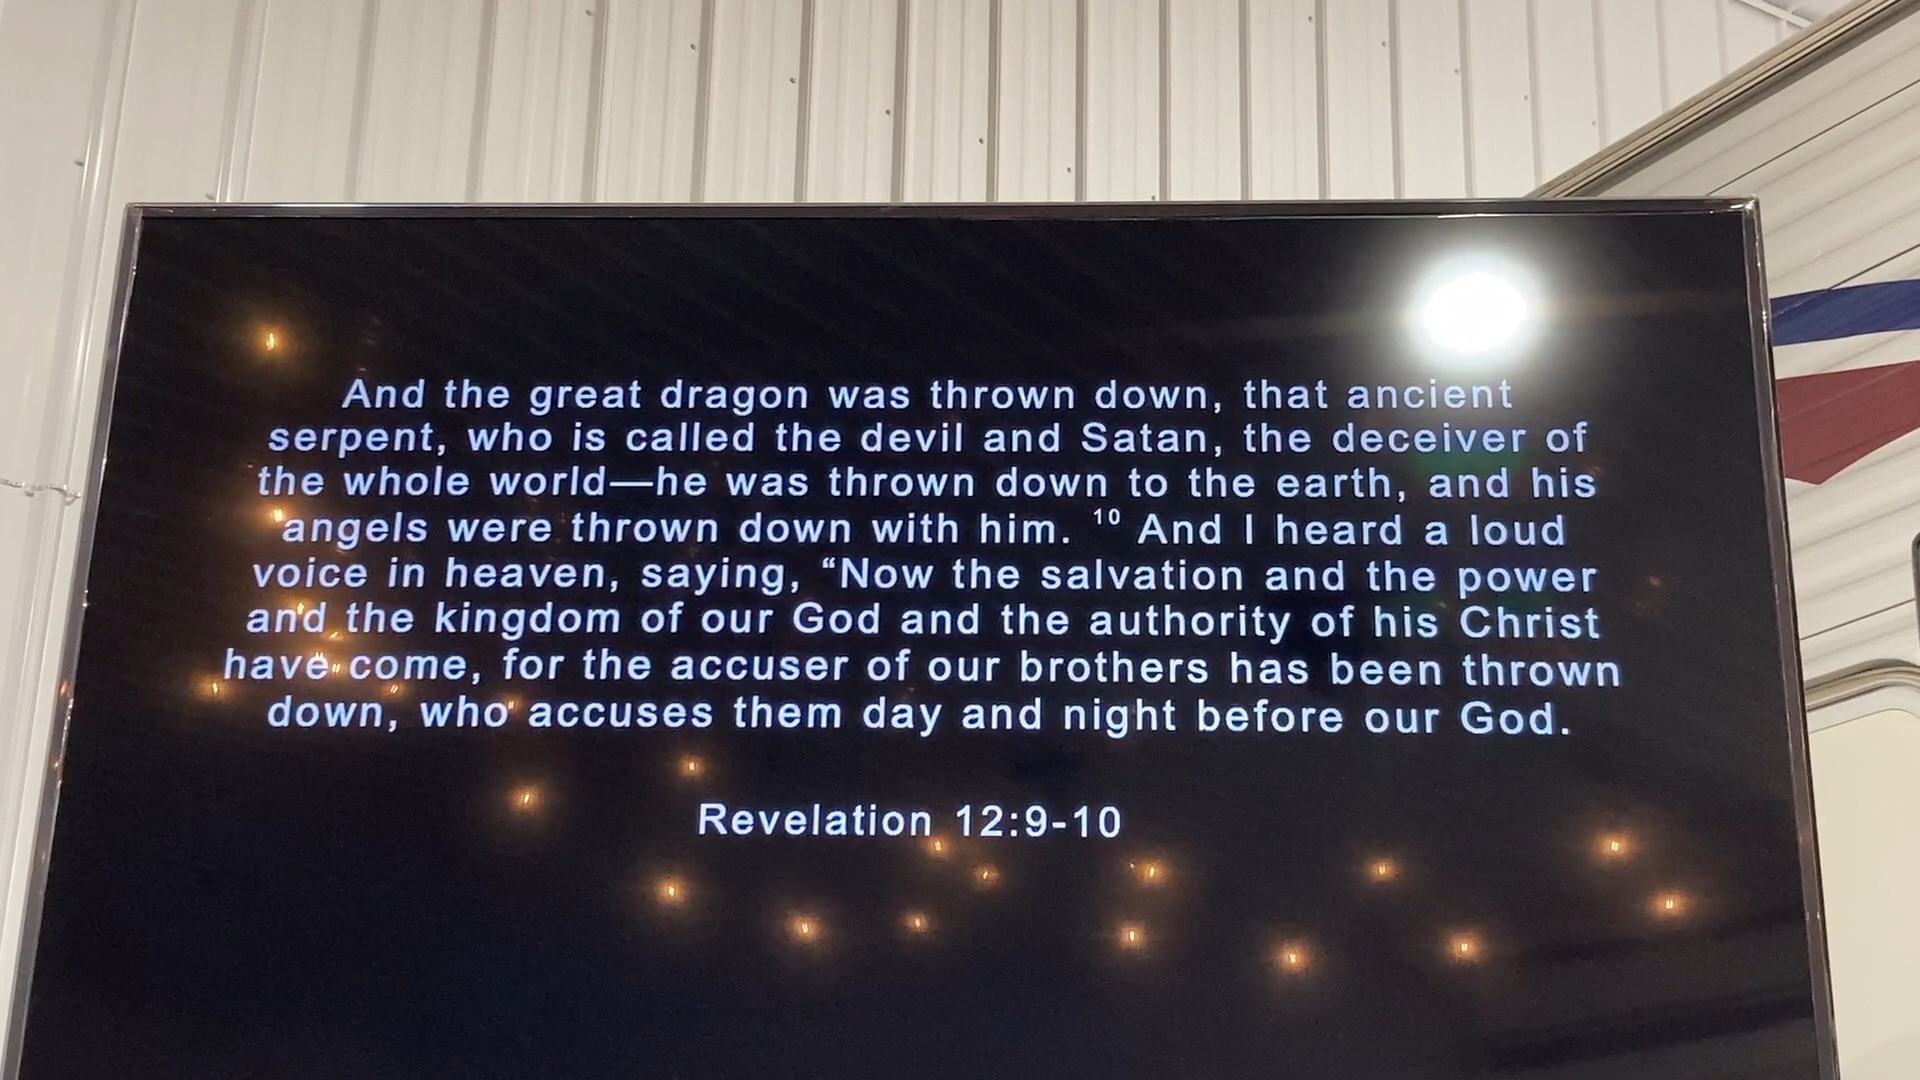 And the great dragon was thrown down, that ancient
serpent, who is called the devil and Satan, the deceiver of
the whole world—he was thrown down to the earth, and his
angels were thrown down with him. ¹⁰ And I heard a loud
voice in heaven, saying, “Now the salvation and the power
and the kingdom of our God and the authority of his Christ
have come, for the accuser of our brothers has been thrown
down, who accuses them day and night before our God.
Revelation 12:9-10